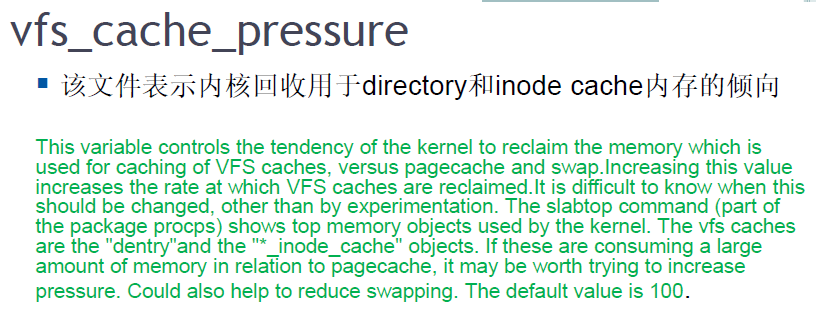 vfs_cache_pressure
该文件表示内核回收用于directory和inode cache内存的倾向
This variable controls the tendency of the kernel to reclaim the memory which is
used for caching of VFS caches, versus pagecache and swap.Increasing this value
increases the rate at which VFS caches are reclaimed.It is difficult to know when this
should be changed, other than by experimentation. The slabtop command (part of
the package procps) shows top memory objects used by the kernel. The vfs caches
are the "dentry"and the "*_inode_cache" objects. If these are consuming a large
amount of memory in relation to pagecache, it may be worth trying to increase
pressure. Could also help to reduce swapping. The default value is 100.